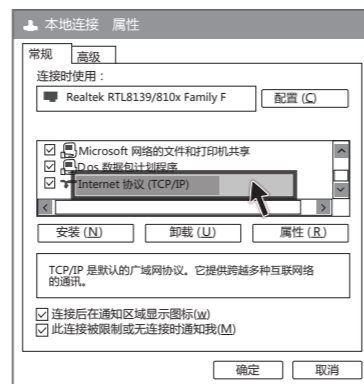 本地连接 属性
常规 高级
连接时使用：
Realtek RTL8139/810x Family F 配置 (C)
Microsoft 网络的文件和打印机共享
Dos 数据包计划程序
Internet 协议 (TCP/IP)
安装 (N) 卸载 (U) 属性 (R)
TCP/IP 是默认的广域网协议。它提供跨越多种互联网络
的通讯。
连接后在通知区域显示图标(w)
此连接被限制或无连接时通知我(M)
确定 取消